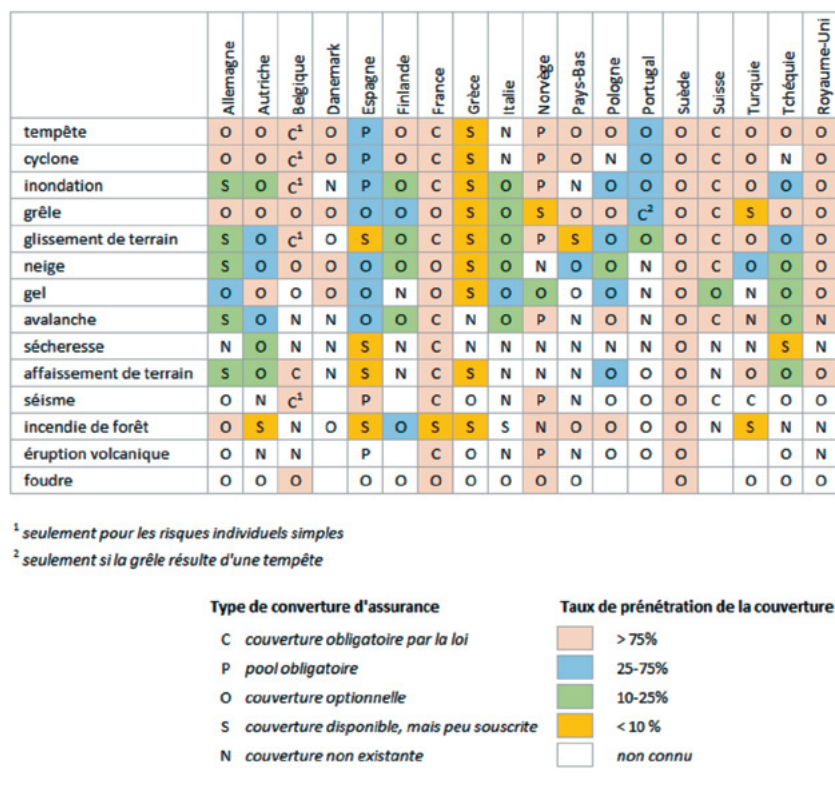 Allemagne Autriche Belgique Danemark Espagne Finlande France Grèce Italie Norvège Pays-Bas Pologne Portugal Suède Suisse Turquie Tchéquie Royaume-Uni
tempête O O C¹ O P O C S N P O O O O C O O O
cyclone O O C¹ O P O C S N P O N O O C O N O
inondation S O C¹ N P O C S O P N O O O C O O O
grêle O O O O O O O S O S O O C² O C S O O
glissement de terrain S O C¹ O S O C S O P S O O O C O O O
neige S O O O O O O S O N O O N O C O O O
gel O O O O O N O S O O O O N O O N O O
avalanche S O N N O O C N O P N O N O C N O N
sécheresse N O N N S N C N N N N N N O N N S N
affaissement de terrain S O C N S N C S N N N O O O N O O O
séisme O N C¹ P C O N P N O O O C C O O
incendie de forêt O S N O S O S S S N O O O O N S N N
éruption volcanique O N N P C O N P N O O O O N
foudre O O O O O O O O O O O O O O
¹ seulement pour les risques individuels simples
² seulement si la grêle résulte d'une tempête
Type de converture d'assurance Taux de prénétration de la couverture
C couverture obligatoire par la loi > 75%
P pool obligatoire 25-75%
O couverture optionnelle 10-25%
S couverture disponible, mais peu souscrite < 10 %
N couverture non existante non connu